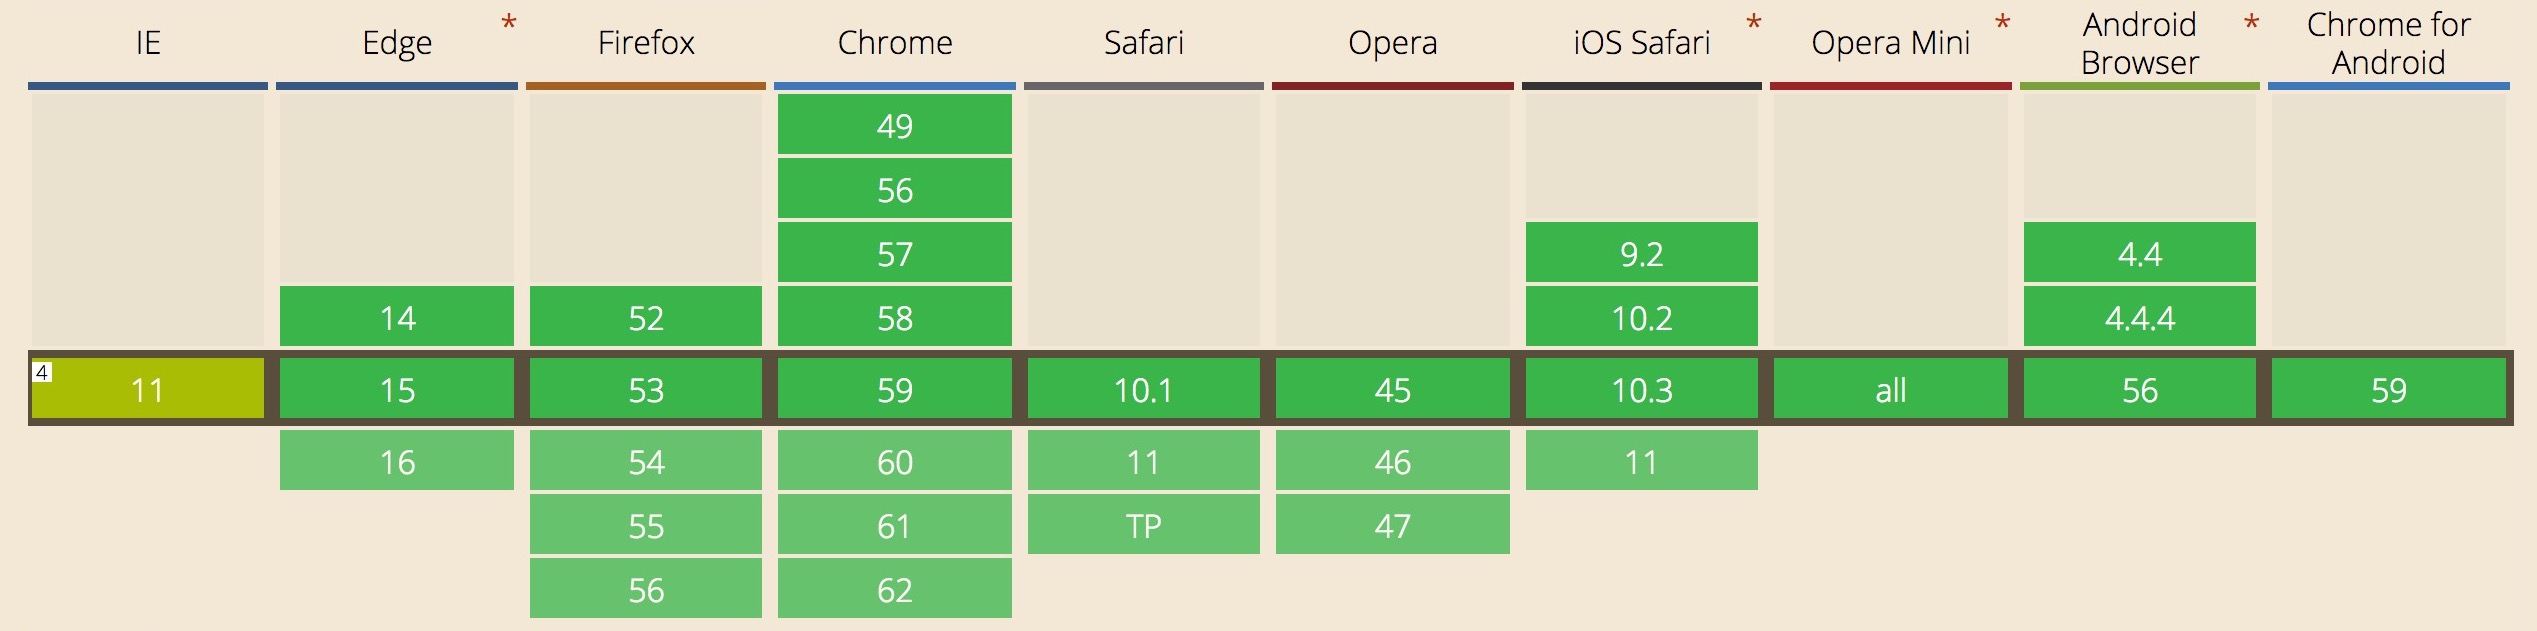 IE Edge * Firefox Chrome Safari Opera iOS Safari * Opera Mini * Android Browser * Chrome for Android
49
56
57 9.2 4.4
14 52 58 10.2 4.4.4
4 11 15 53 59 10.1 45 10.3 all 56 59
16 54 60 11 46 11
55 61 TP 47
56 62